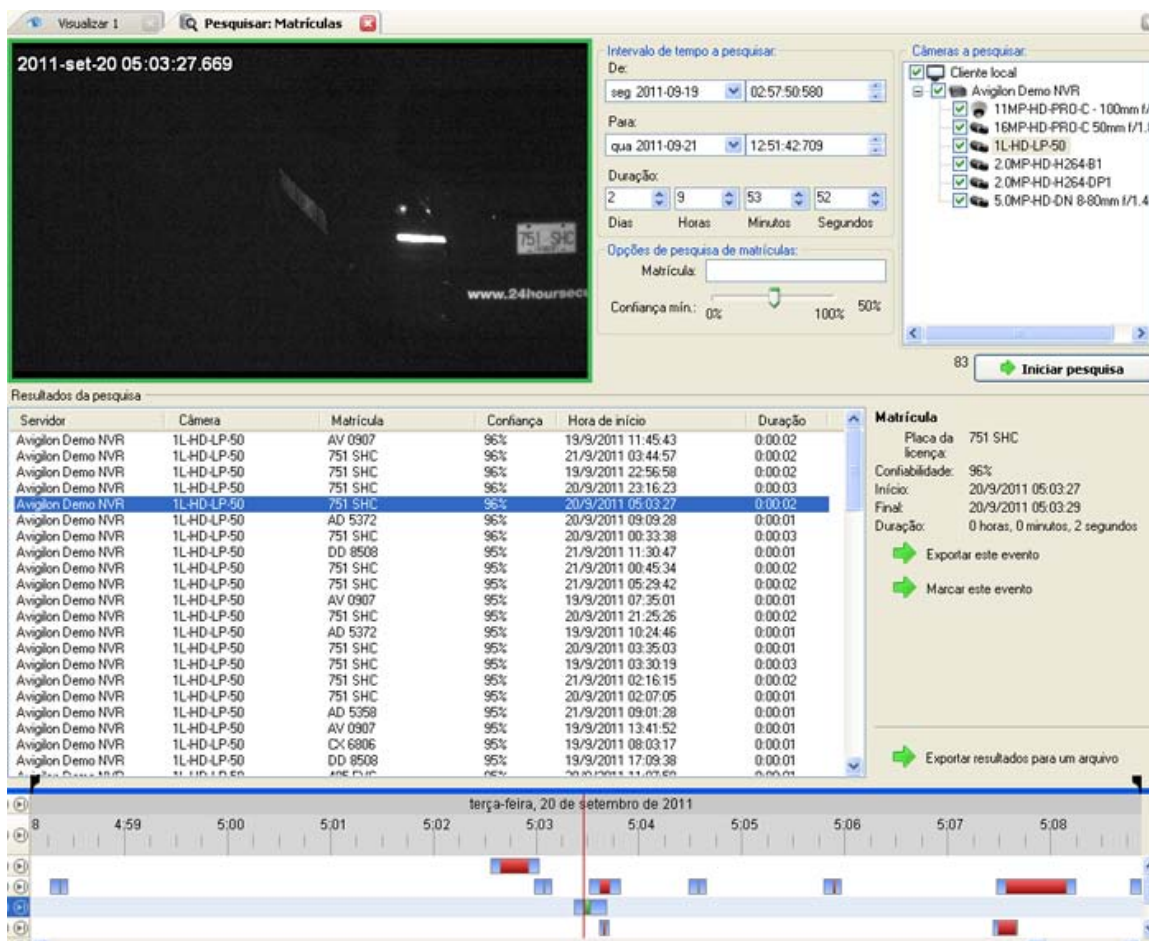 Visualizar 1
Pesquisar: Matrículas
2011-set-20 05:03:27.669
751 SHC
www.24hoursec
Intervalo de tempo a pesquisar:
De:
seg 2011-09-19 02:57:50:580
Para:
qua 2011-09-21 12:51:42:709
Duração:
2 9 53 52
Dias Horas Minutos Segundos
Opções de pesquisa de matrículas:
Matrícula:
Confiança mín.: 0% 100% 50%
Câmeras a pesquisar:
Cliente local
Avigilon Demo NVR
11MP-HD-PRO-C - 100mm f/
16MP-HD-PRO-C 50mm f/1.
1L-HD-LP-50
2.0MP-HD-H264-B1
2.0MP-HD-H264-DP1
5.0MP-HD-DN 8-80mm f/1.4
83 Iniciar pesquisa
Resultados da pesquisa
Servidor Câmera Matrícula Confiança Hora de início Duração
Avigilon Demo NVR 1L-HD-LP-50 AV 0907 96% 19/9/2011 11:45:43 0:00:02
Avigilon Demo NVR 1L-HD-LP-50 751 SHC 96% 21/9/2011 03:44:57 0:00:02
Avigilon Demo NVR 1L-HD-LP-50 751 SHC 96% 19/9/2011 22:56:58 0:00:02
Avigilon Demo NVR 1L-HD-LP-50 751 SHC 96% 20/9/2011 23:16:23 0:00:03
Avigilon Demo NVR 1L-HD-LP-50 751 SHC 96% 20/9/2011 05:03:27 0:00:02
Avigilon Demo NVR 1L-HD-LP-50 AD 5372 96% 20/9/2011 09:09:28 0:00:01
Avigilon Demo NVR 1L-HD-LP-50 751 SHC 96% 20/9/2011 00:33:38 0:00:03
Avigilon Demo NVR 1L-HD-LP-50 DD 8508 95% 21/9/2011 11:30:47 0:00:01
Avigilon Demo NVR 1L-HD-LP-50 751 SHC 95% 21/9/2011 00:45:34 0:00:02
Avigilon Demo NVR 1L-HD-LP-50 751 SHC 95% 21/9/2011 05:29:42 0:00:02
Avigilon Demo NVR 1L-HD-LP-50 AV 0907 95% 19/9/2011 07:35:01 0:00:01
Avigilon Demo NVR 1L-HD-LP-50 751 SHC 95% 20/9/2011 21:25:26 0:00:02
Avigilon Demo NVR 1L-HD-LP-50 AD 5372 95% 19/9/2011 10:24:46 0:00:01
Avigilon Demo NVR 1L-HD-LP-50 751 SHC 95% 20/9/2011 03:35:03 0:00:01
Avigilon Demo NVR 1L-HD-LP-50 751 SHC 95% 19/9/2011 03:30:19 0:00:03
Avigilon Demo NVR 1L-HD-LP-50 751 SHC 95% 21/9/2011 02:16:15 0:00:02
Avigilon Demo NVR 1L-HD-LP-50 751 SHC 95% 20/9/2011 02:07:05 0:00:01
Avigilon Demo NVR 1L-HD-LP-50 AD 5358 95% 21/9/2011 09:01:28 0:00:01
Avigilon Demo NVR 1L-HD-LP-50 AV 0907 95% 19/9/2011 13:41:52 0:00:01
Avigilon Demo NVR 1L-HD-LP-50 CX 6806 95% 19/9/2011 08:03:17 0:00:01
Avigilon Demo NVR 1L-HD-LP-50 DD 8508 95% 19/9/2011 17:09:38 0:00:01
Matrícula
Placa da licença: 751 SHC
Confiabilidade: 96%
Início: 20/9/2011 05:03:27
Final: 20/9/2011 05:03:29
Duração: 0 horas, 0 minutos, 2 segundos
Exportar este evento
Marcar este evento
Exportar resultados para um arquivo
terça-feira, 20 de setembro de 2011
8 4:59 5:00 5:01 5:02 5:03 5:04 5:05 5:06 5:07 5:08